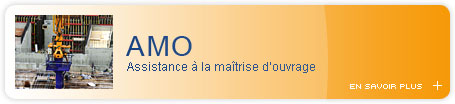 AMO
Assistance à la maîtrise d'ouvrage
EN SAVOIR PLUS +